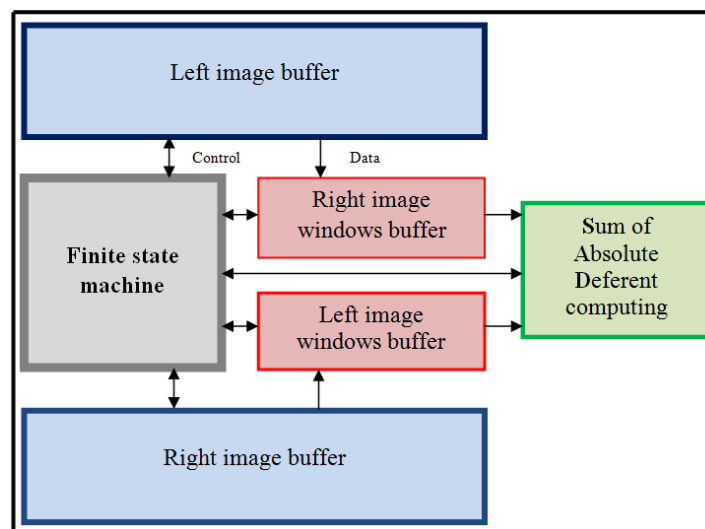 Left image buffer
Control
Data
Right image
windows buffer
Finite state
machine
Sum of
Absolute
Deferent
computing
Left image
windows buffer
Right image buffer